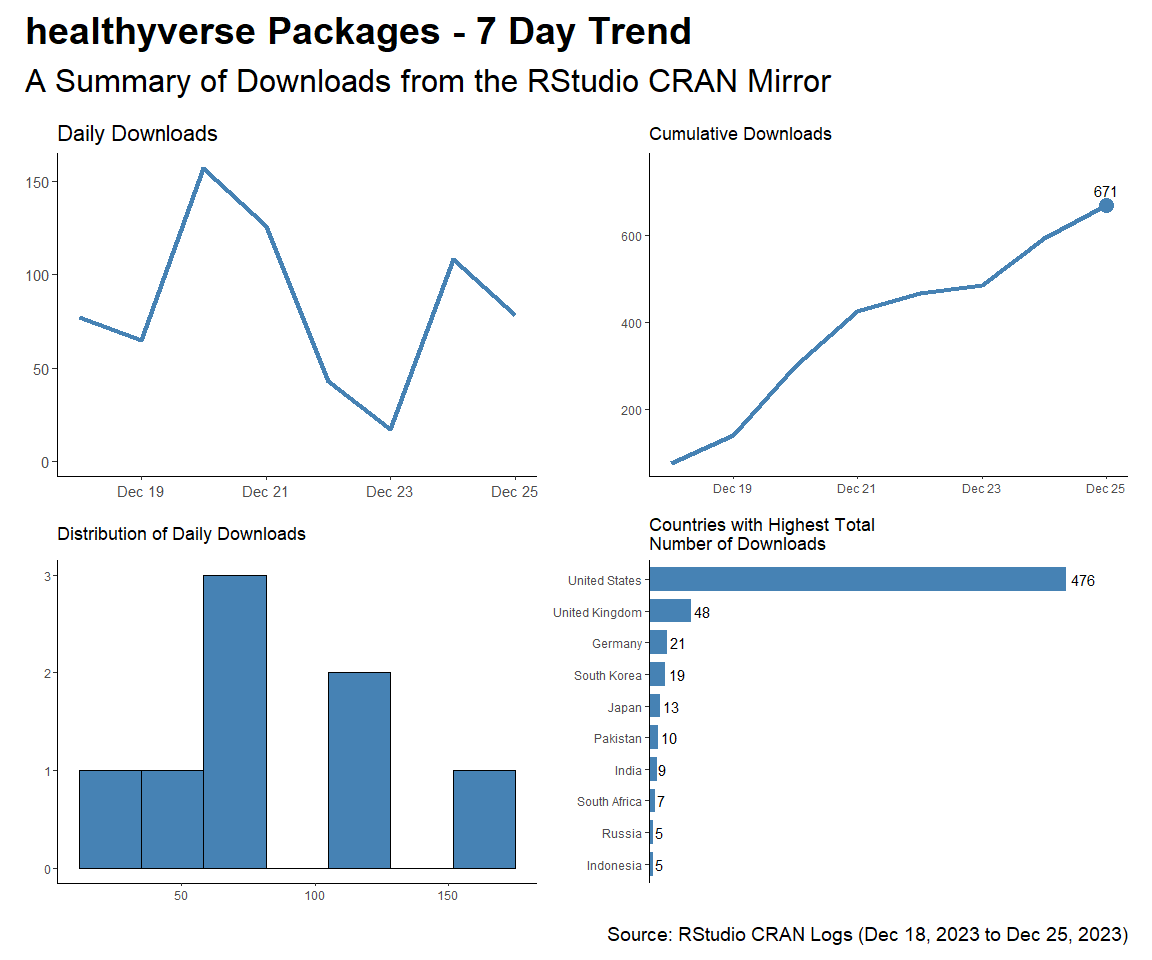 healthyverse Packages - 7 Day Trend
A Summary of Downloads from the RStudio CRAN Mirror
Daily Downloads
150
100
50
0
Dec 19 Dec 21 Dec 23 Dec 25
Cumulative Downloads
671
600
400
200
Dec 19 Dec 21 Dec 23 Dec 25
Distribution of Daily Downloads
3
2
1
0
50 100 150
Countries with Highest Total
Number of Downloads
United States 476
United Kingdom 48
Germany 21
South Korea 19
Japan 13
Pakistan 10
India 9
South Africa 7
Russia 5
Indonesia 5
Source: RStudio CRAN Logs (Dec 18, 2023 to Dec 25, 2023)